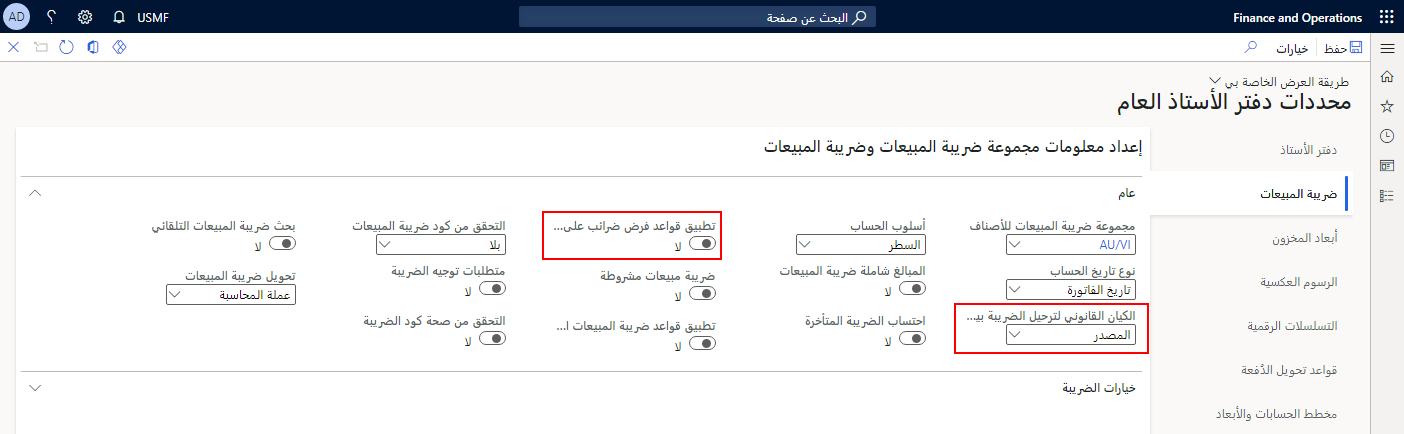 Finance and Operations
البحث عن صفحة
USMF
؟
AD
حفظ
خيارات
طريقة العرض الخاصة بي
محددات دفتر الأستاذ العام
دفتر الأستاذ
ضريبة المبيعات
أبعاد المخزون
الرسوم العكسية
التسلسلات الرقمية
قواعد تحويل الدُفعة
مخطط الحسابات والأبعاد
إعداد معلومات مجموعة ضريبة المبيعات وضريبة المبيعات
عام
مجموعة ضريبة المبيعات للأصناف
AU/VI
نوع تاريخ الحساب
تاريخ الفاتورة
الكيان القانوني لترحيل الضريبة بيـ...
المصدر
أسلوب الحساب
السطر
المبالغ شاملة ضريبة المبيعات
لا
احتساب الضريبة المتأخرة
لا
تطبيق قواعد فرض ضرائب على...
لا
ضريبة مبيعات مشروطة
لا
تطبيق قواعد ضريبة المبيعات ا...
لا
التحقق من كود ضريبة المبيعات
بلا
متطلبات توجيه الضريبة
لا
التحقق من صحة كود الضريبة
لا
بحث ضريبة المبيعات التلقائي
لا
تحويل ضريبة المبيعات
عملة المحاسبة
خيارات الضريبة